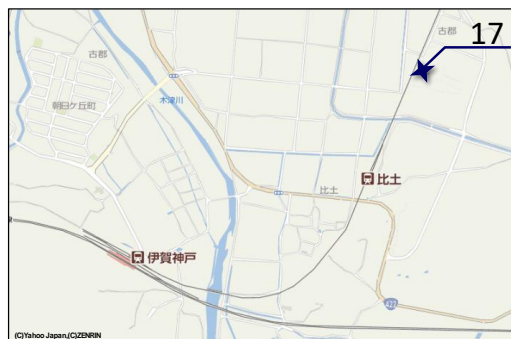 古郡
古郡
17
朝日ケ丘町
木津川
比土
比土
伊賀神戸
422
(C)Yahoo Japan,(C)ZENRIN